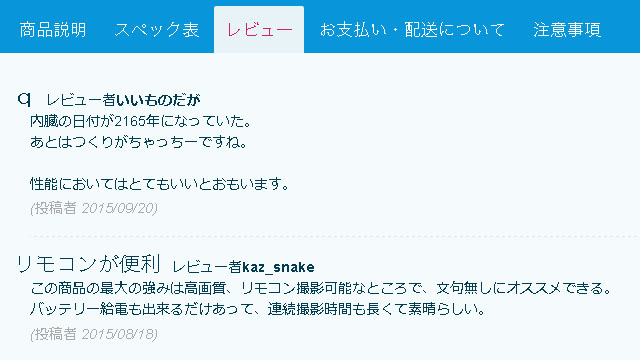 商品説明 スペック表 レビュー お支払い・配送について 注意事項
q レビュー者いいものだが
内臓の日付が2165年になっていた。
あとはつくりがちゃっちーですね。
性能においてはとてもいいとおもいます。
(投稿者 2015/09/20)
リモコンが便利 レビュー者kaz_snake
この商品の最大の強みは高画質、リモコン撮影可能なところで、文句無しにオススメできる。
バッテリー給電も出来るだけあって、連続撮影時間も長くて素晴らしい。
(投稿者 2015/08/18)